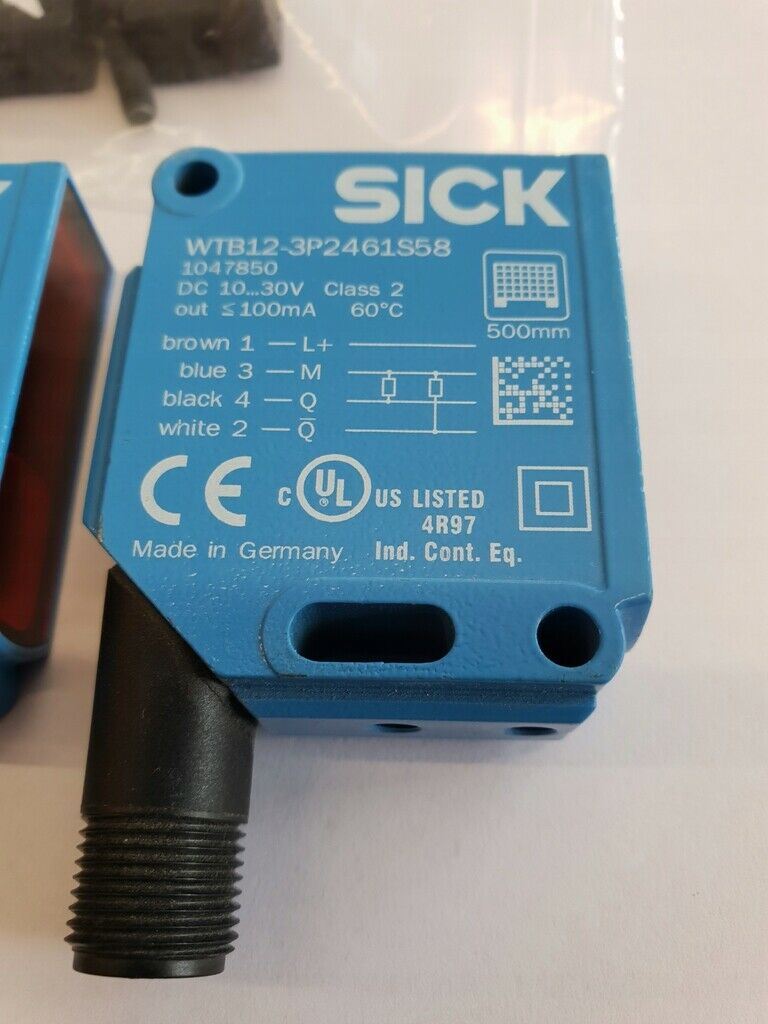 SICK
WTB12-3P2461S58
1047850
DC 10...30V Class 2
out ≤100mA 60°C
500mm
brown 1 — L+
blue 3 — M
black 4 — Q
white 2 — Q̅
CE
C UL US LISTED
4R97
Made in Germany. Ind. Cont. Eq.